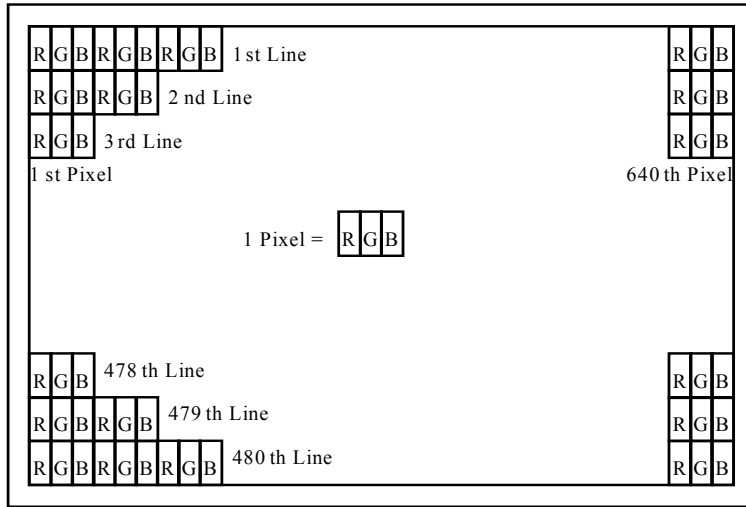 R G B R G B R G B 1 st Line R G B
R G B R G B 2 nd Line R G B
R G B 3 rd Line R G B
1 st Pixel 640 th Pixel
1 Pixel = R G B
R G B 478 th Line R G B
R G B R G B 479 th Line R G B
R G B R G B R G B 480 th Line R G B